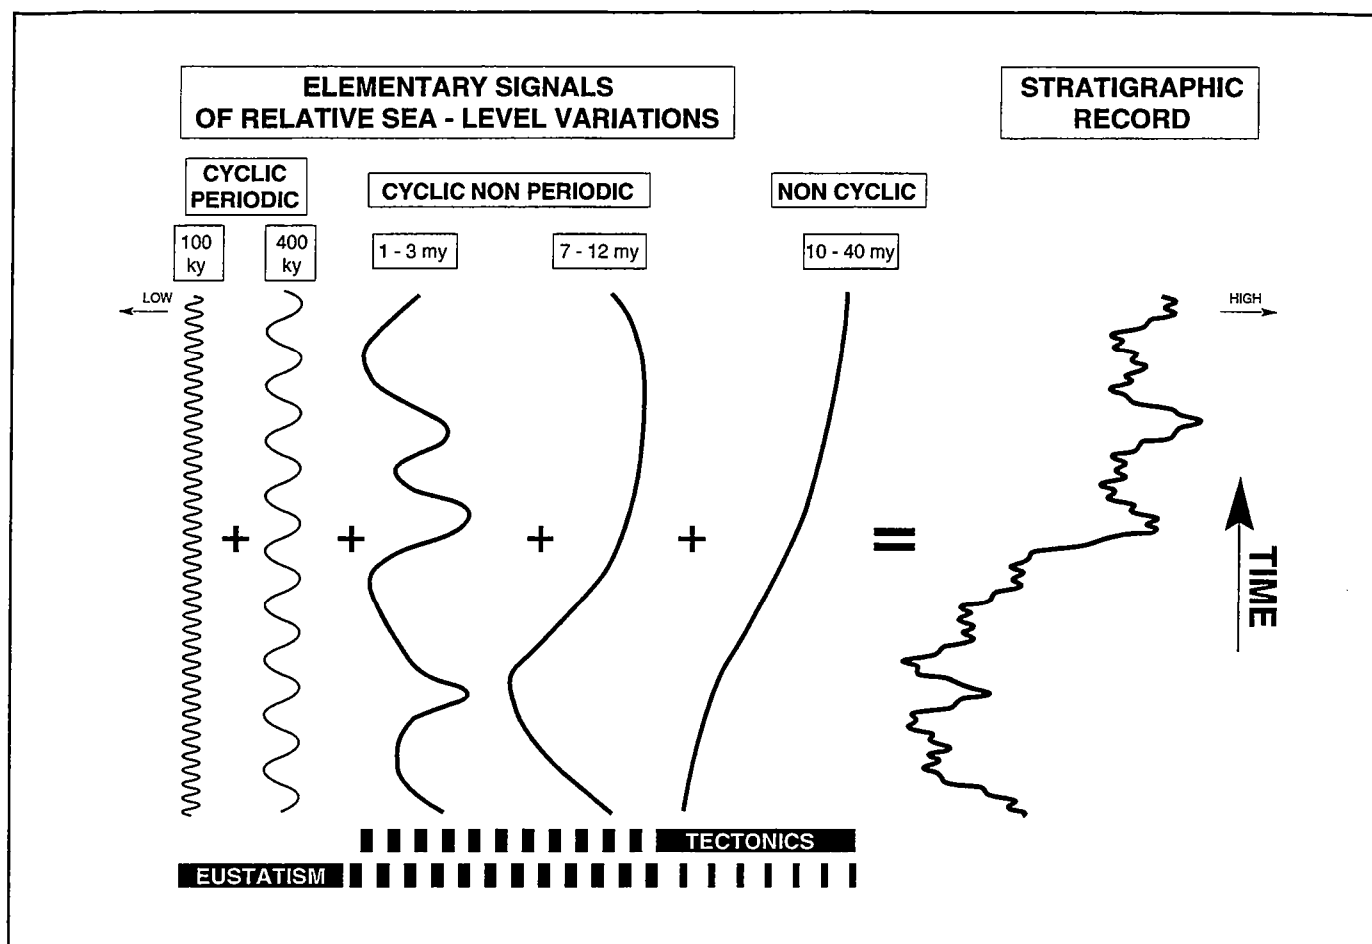 ELEMENTARY SIGNALS
OF RELATIVE SEA - LEVEL VARIATIONS
STRATIGRAPHIC
RECORD
CYCLIC
PERIODIC
CYCLIC NON PERIODIC
NON CYCLIC
100
ky
400
ky
1 - 3 my
7 - 12 my
10 - 40 my
LOW
HIGH
+
+
+
+
=
TIME
TECTONICS
EUSTATISM